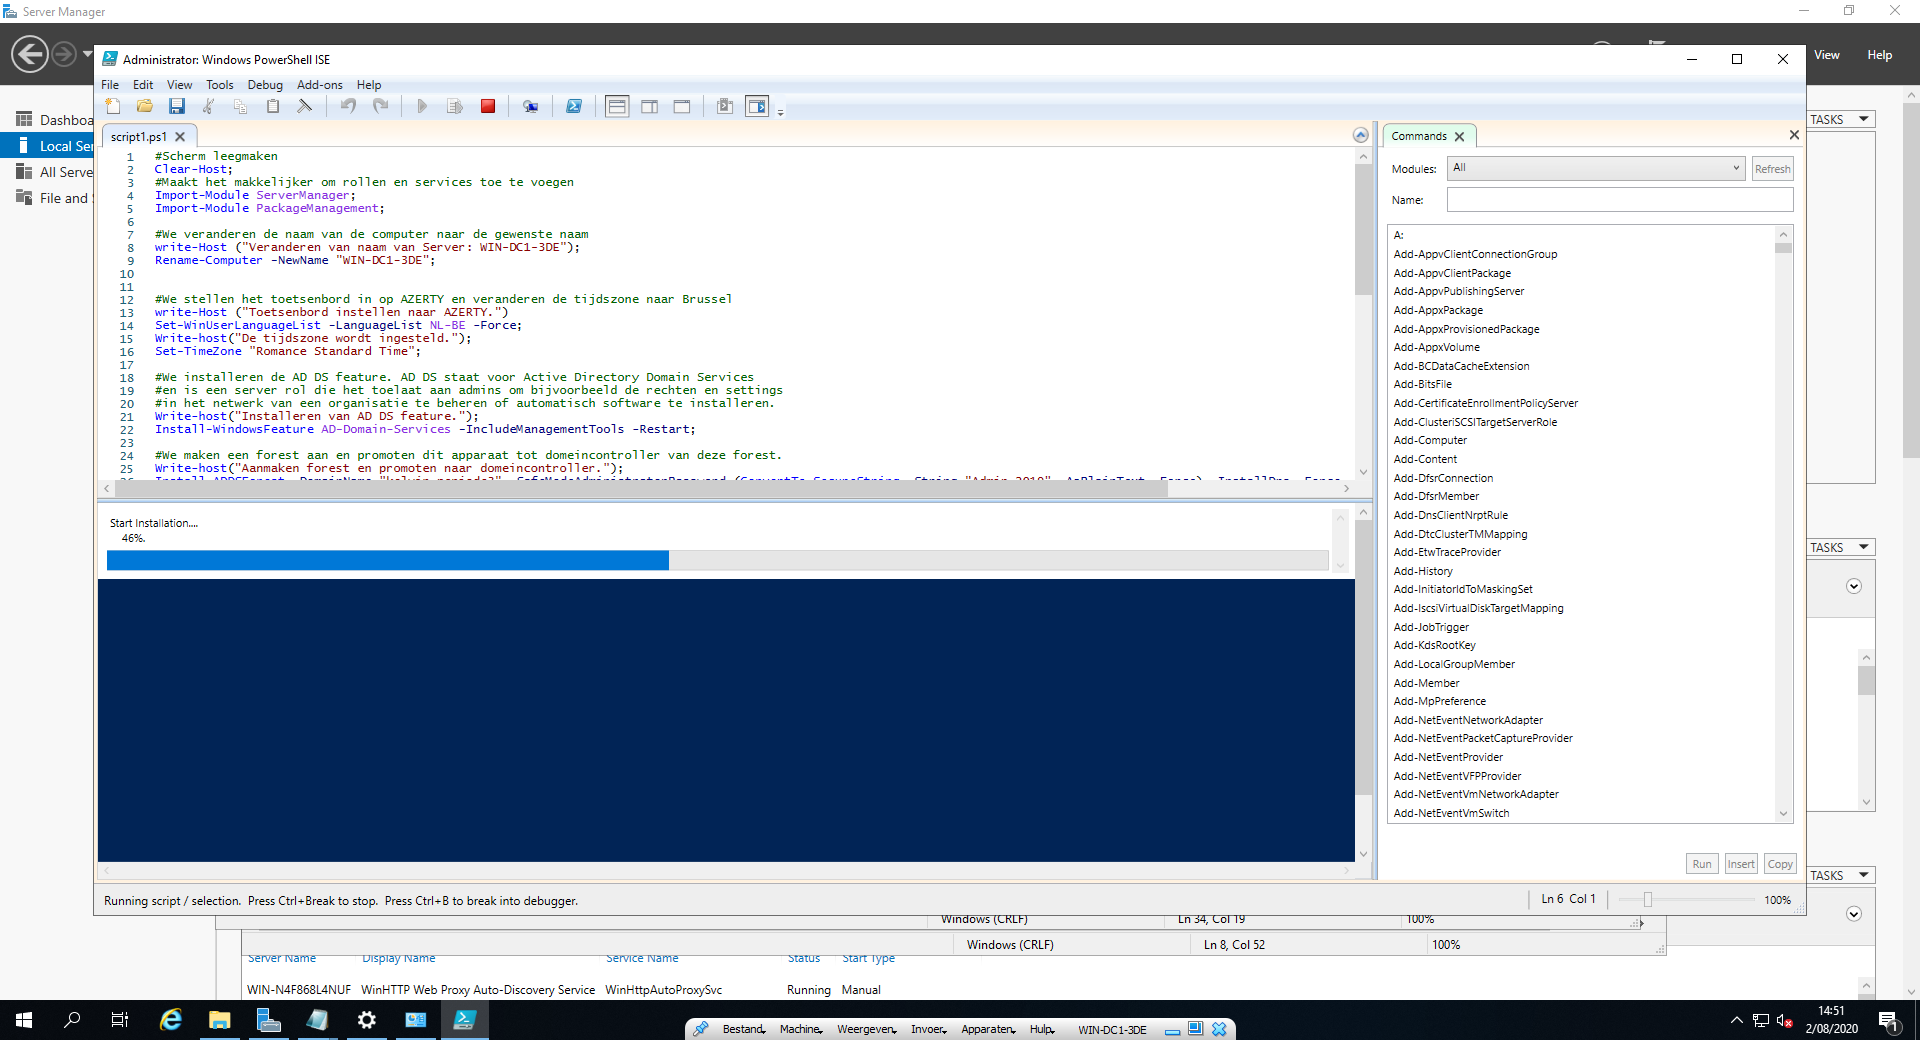 Server Manager
View
Help
Administrator: Windows PowerShell ISE
File Edit View Tools Debug Add-ons Help
Dashboa
Local Ser
All Serve
File and
script1.ps1
1 #Scherm leegmaken
2 Clear-Host;
3 #Maakt het makkelijker om rollen en services toe te voegen
4 Import-Module ServerManager;
5 Import-Module PackageManagement;
6
7 #We veranderen de naam van de computer naar de gewenste naam
8 write-Host ("Veranderen van naam van Server: WIN-DC1-3DE");
9 Rename-Computer -NewName "WIN-DC1-3DE";
10
11
12 #We stellen het toetsenbord in op AZERTY en veranderen de tijdszone naar Brussel
13 write-Host ("Toetsenbord instellen naar AZERTY.")
14 Set-WinUserLanguageList -LanguageList NL-BE -Force;
15 Write-host("De tijdszone wordt ingesteld.");
16 Set-TimeZone "Romance Standard Time";
17
18 #We installeren de AD DS feature. AD DS staat voor Active Directory Domain Services
19 #en is een server rol die het toelaat aan admins om bijvoorbeeld de rechten en settings
20 #in het netwerk van een organisatie te beheren of automatisch software te installeren.
21 Write-host("Installeren van AD DS feature.");
22 Install-WindowsFeature AD-Domain-Services -IncludeManagementTools -Restart;
23
24 #We maken een forest aan en promoten dit apparaat tot domeincontroller van deze forest.
25 Write-host("Aanmaken forest en promoten naar domeincontroller.");
Start Installation....
46%.
Commands
Modules: All Refresh
Name:
A:
Add-AppvClientConnectionGroup
Add-AppvClientPackage
Add-AppvPublishingServer
Add-AppxPackage
Add-AppxProvisionedPackage
Add-AppxVolume
Add-BCDataCacheExtension
Add-BitsFile
Add-CertificateEnrollmentPolicyServer
Add-ClusteriSCSITargetServerRole
Add-Computer
Add-Content
Add-DfsrConnection
Add-DfsrMember
Add-DnsClientNrptRule
Add-DtcClusterTMMapping
Add-EtwTraceProvider
Add-History
Add-InitiatorIdToMaskingSet
Add-IscsiVirtualDiskTargetMapping
Add-JobTrigger
Add-KdsRootKey
Add-LocalGroupMember
Add-Member
Add-MpPreference
Add-NetEventNetworkAdapter
Add-NetEventPacketCaptureProvider
Add-NetEventProvider
Add-NetEventVFPProvider
Add-NetEventVmNetworkAdapter
Add-NetEventVmSwitch
Run Insert Copy
TASKS
TASKS
TASKS
Running script / selection. Press Ctrl+Break to stop. Press Ctrl+B to break into debugger.
Ln 6 Col 1
100%
Windows (CRLF) Ln 34, Col 19 100%
Windows (CRLF) Ln 8, Col 52 100%
Server Name Display Name Service Name Status Start Type
WIN-N4F868L4NUF WinHTTP Web Proxy Auto-Discovery Service WinHttpAutoProxySvc Running Manual
Bestand Machine Weergeven Invoer Apparaten Hulp WIN-DC1-3DE
14:51
2/08/2020
1